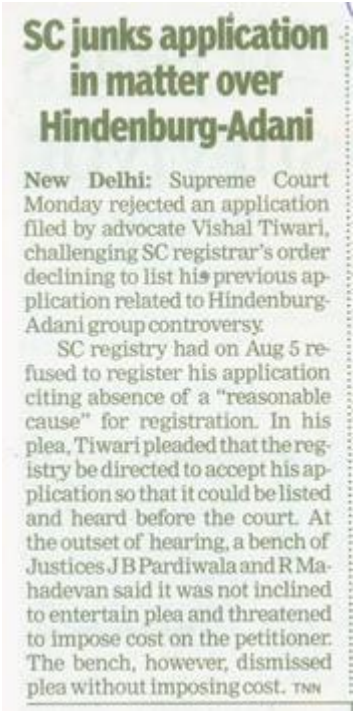 SC junks application
in matter over
Hindenburg-Adani
New Delhi: Supreme Court
Monday rejected an application
filed by advocate Vishal Tiwari,
challenging SC registrar's order
declining to list his previous ap-
plication related to Hindenburg-
Adani group controversy.
SC registry had on Aug 5 re-
fused to register his application
citing absence of a “reasonable
cause” for registration. In his
plea, Tiwari pleaded that the reg-
istry be directed to accept his ap-
plication so that it could be listed
and heard before the court. At
the outset of hearing, a bench of
Justices J B Pardiwala and R Ma-
hadevan said it was not inclined
to entertain plea and threatened
to impose cost on the petitioner.
The bench, however, dismissed
plea without imposing cost. TNN